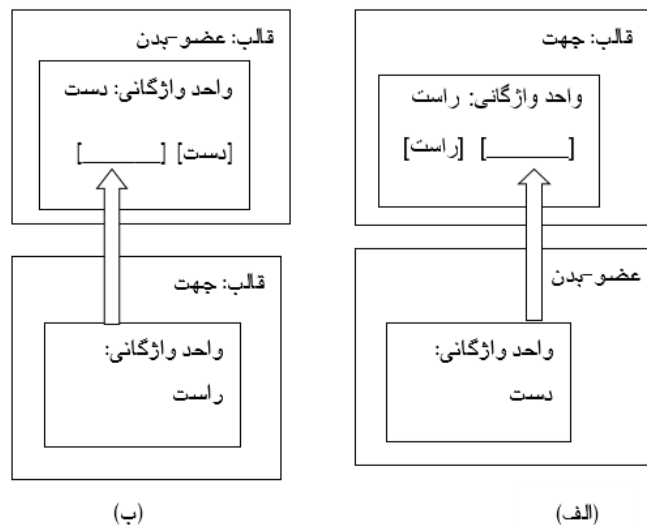 قالب: جهت
واحد واژگانی: راست
[______] [راست]
عضو-بدن
واحد واژگانی:
دست
(الف)
قالب: عضو-بدن
واحد واژگانی: دست
[دست] [______]
قالب: جهت
واحد واژگانی:
راست
(ب)